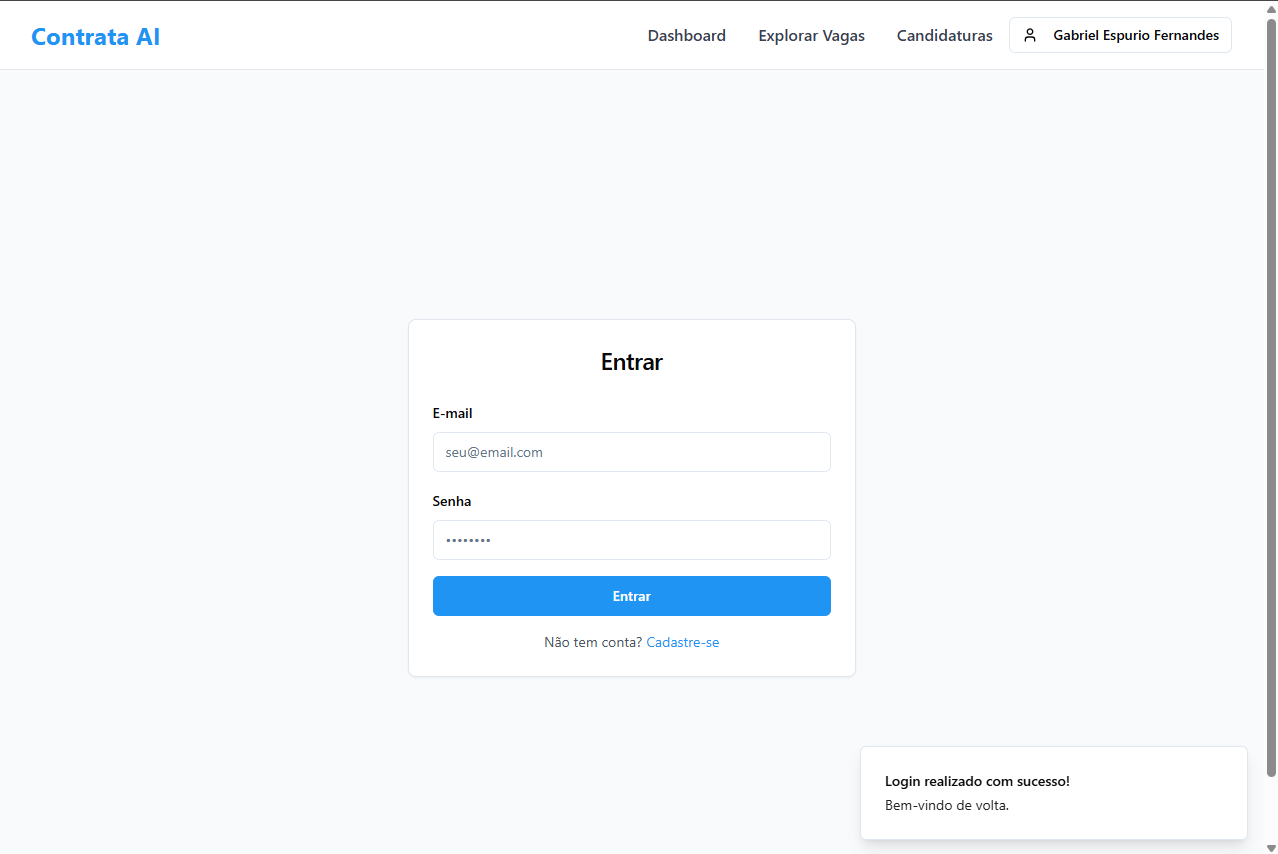 Contrata AI
Dashboard
Explorar Vagas
Candidaturas
Gabriel Espurio Fernandes
Entrar
E-mail
seu@email.com
Senha
••••••••
Entrar
Não tem conta? Cadastre-se
Login realizado com sucesso!
Bem-vindo de volta.